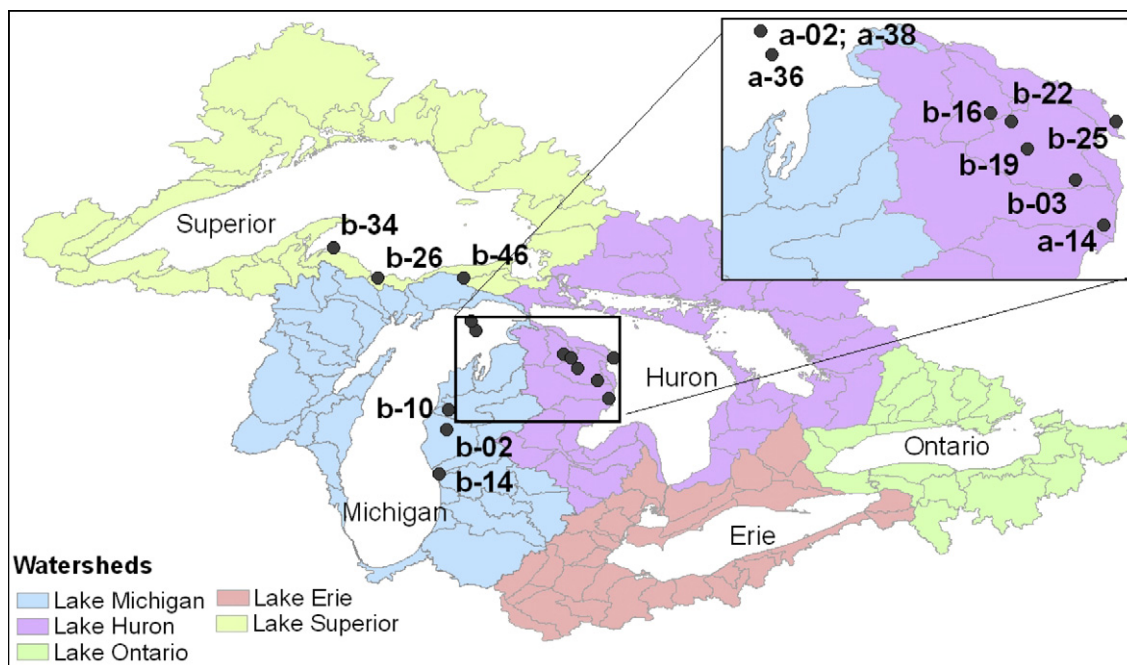 a-02; a-38
a-36
b-22
b-16
b-25
b-19
b-03
a-14
Superior
b-34
b-26
b-46
Huron
b-10
b-02
b-14
Ontario
Michigan
Erie
Watersheds
Lake Michigan
Lake Erie
Lake Huron
Lake Superior
Lake Ontario